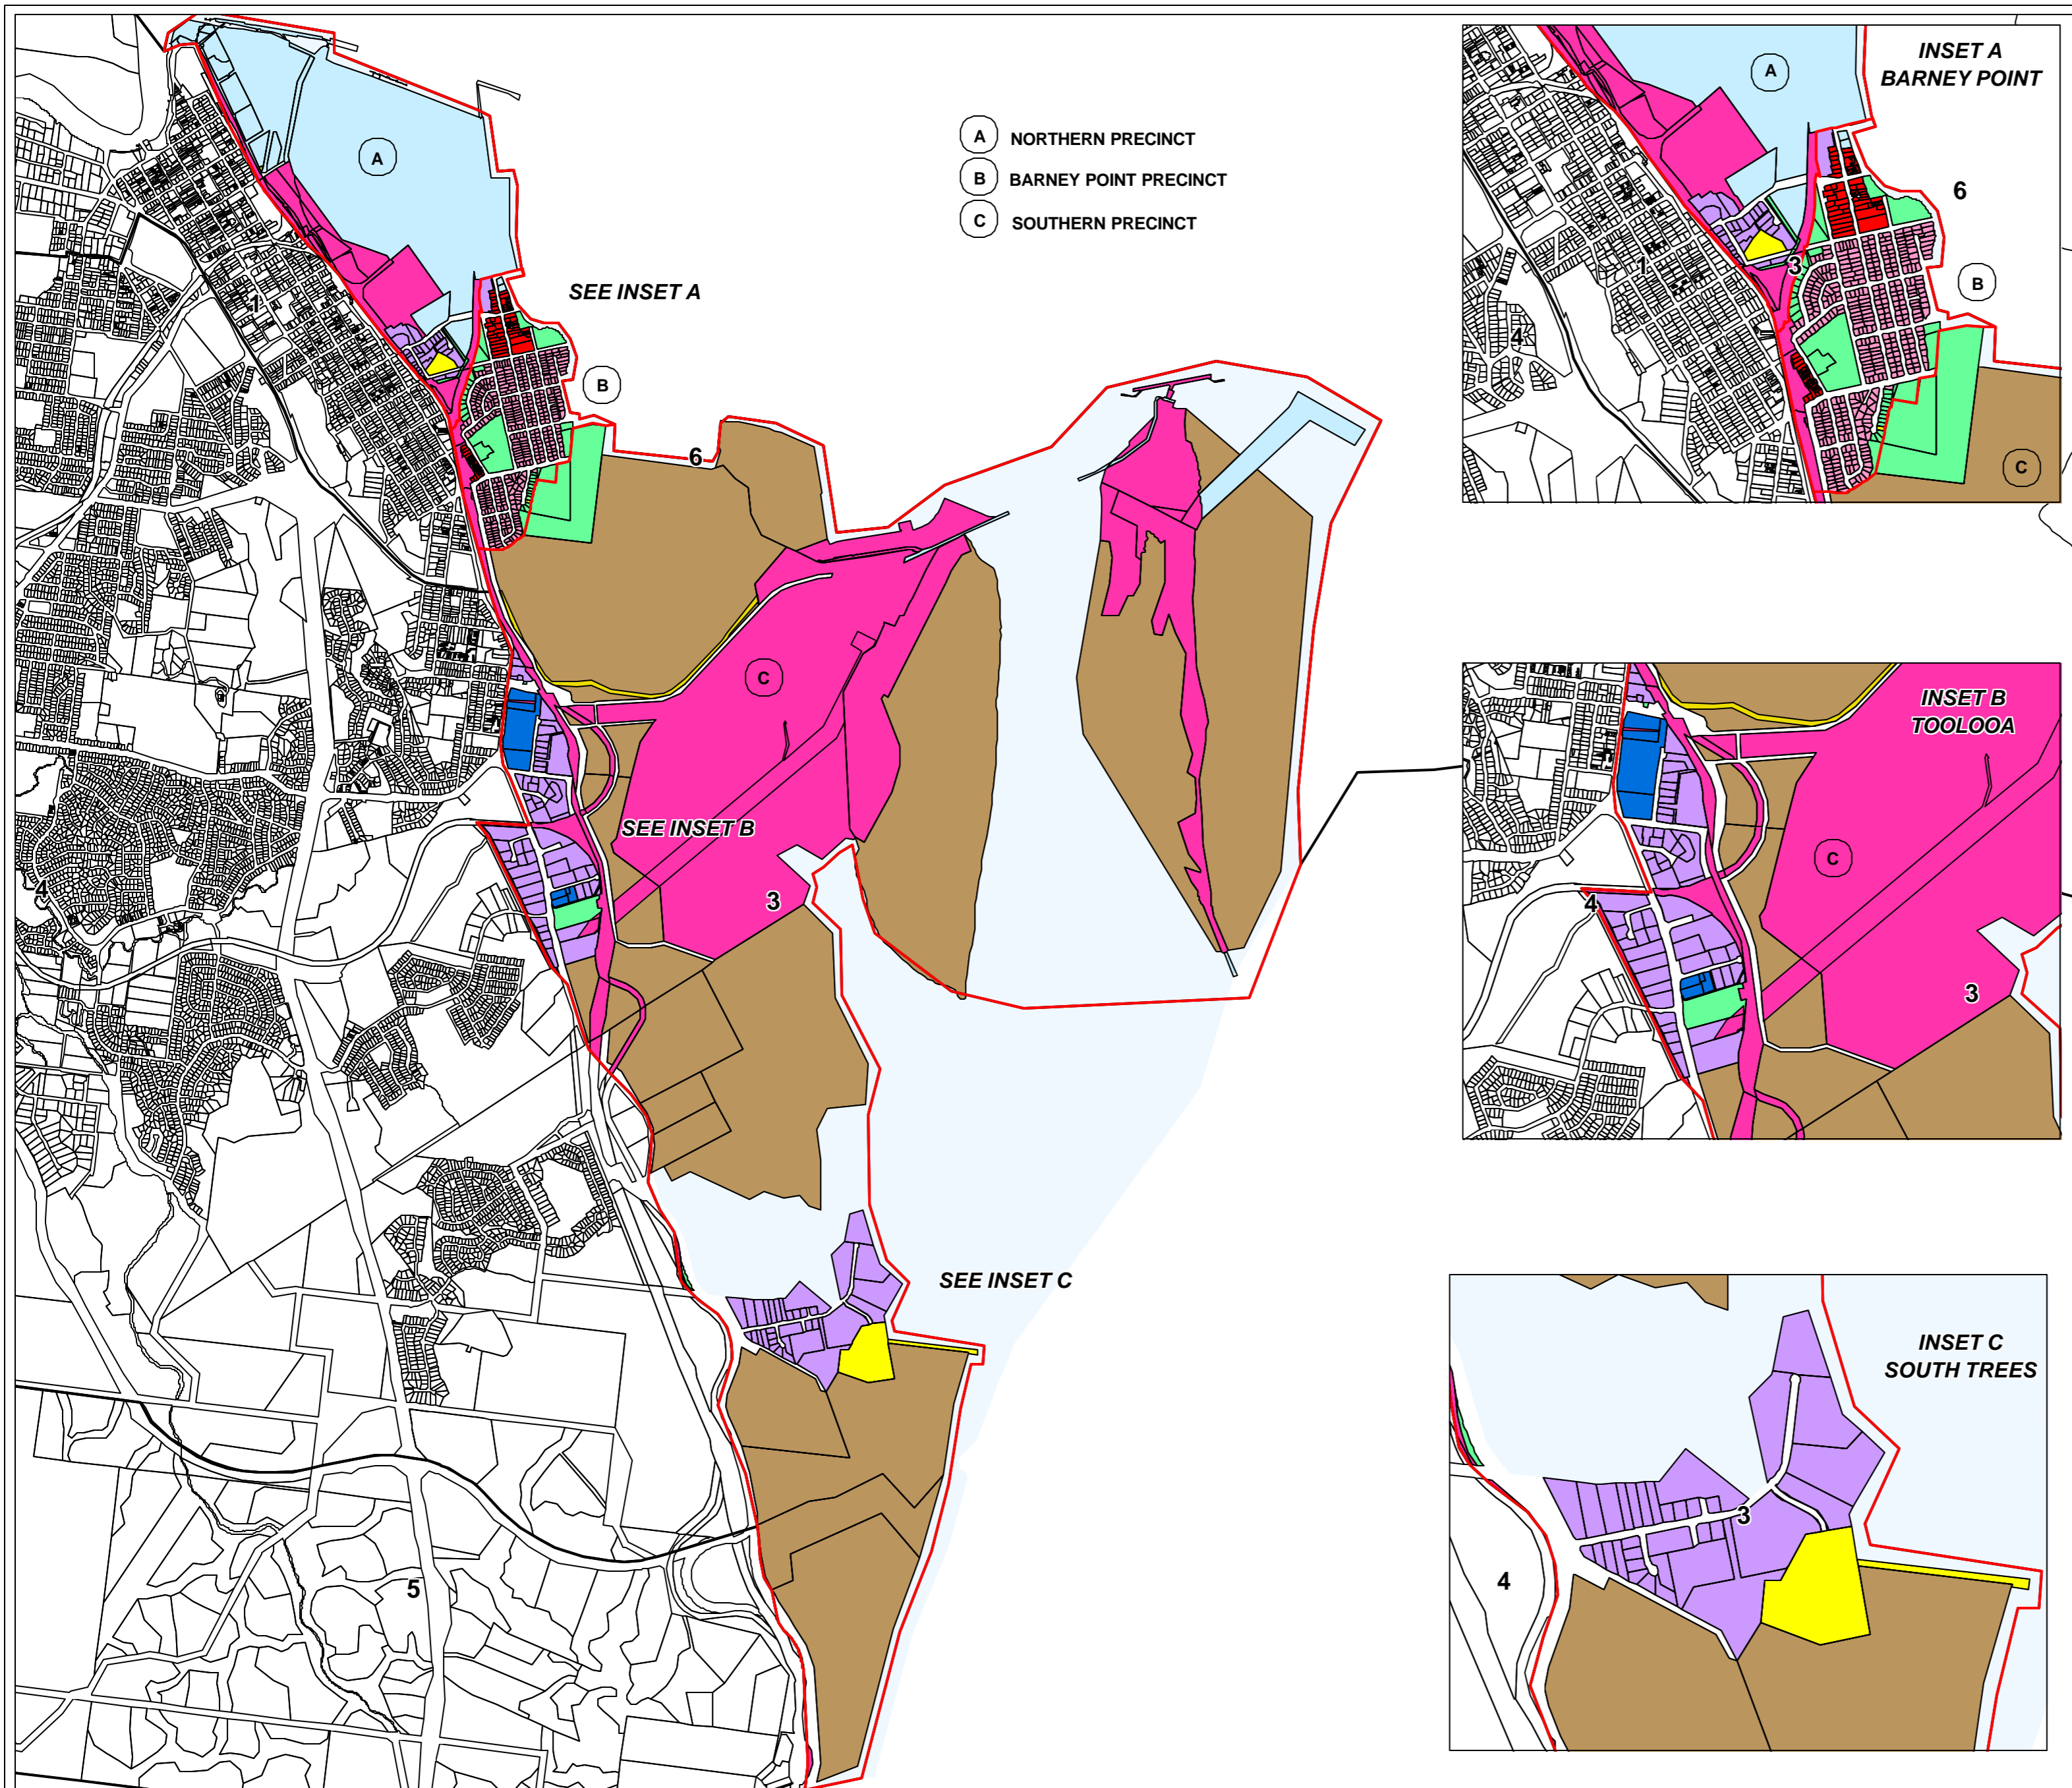 A NORTHERN PRECINCT
B BARNEY POINT PRECINCT
C SOUTHERN PRECINCT
A
1
SEE INSET A
B
6
C
SEE INSET B
4
3
SEE INSET C
5
INSET A
BARNEY POINT
A
6
1
3
B
4
C
INSET B
TOOLOOA
C
4
3
INSET C
SOUTH TREES
3
4